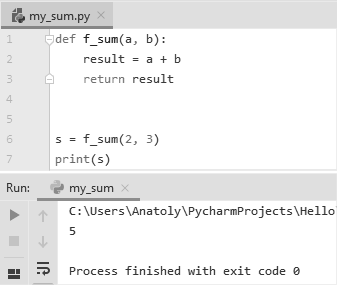 my_sum.py
1 def f_sum(a, b):
2 result = a + b
3 return result
4
5
6 s = f_sum(2, 3)
7 print(s)
Run: my_sum
C:\Users\Anatoly\PycharmProjects\Hello
5
Process finished with exit code 0